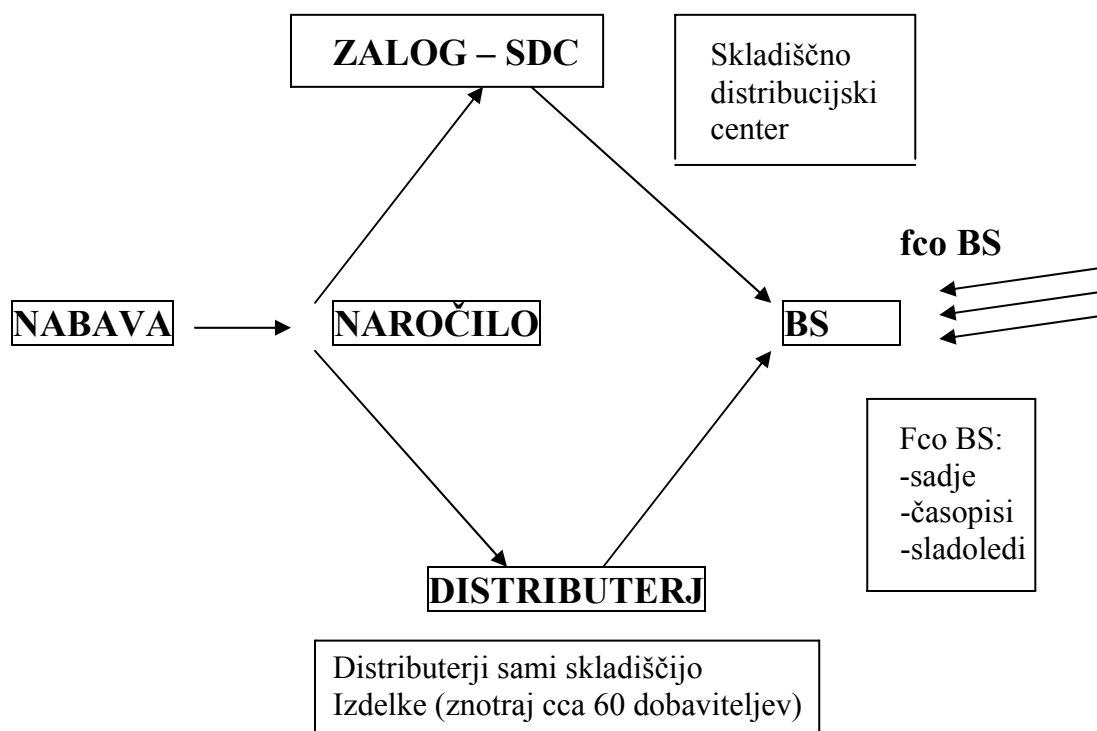 ZALOG – SDC
Skladiščno
distribucijski
center
fco BS
NABAVA
NAROČILO
BS
Fco BS:
-sadje
-časopisi
-sladoledi
DISTRIBUTERJ
Distributerji sami skladiščijo
Izdelke (znotraj cca 60 dobaviteljev)